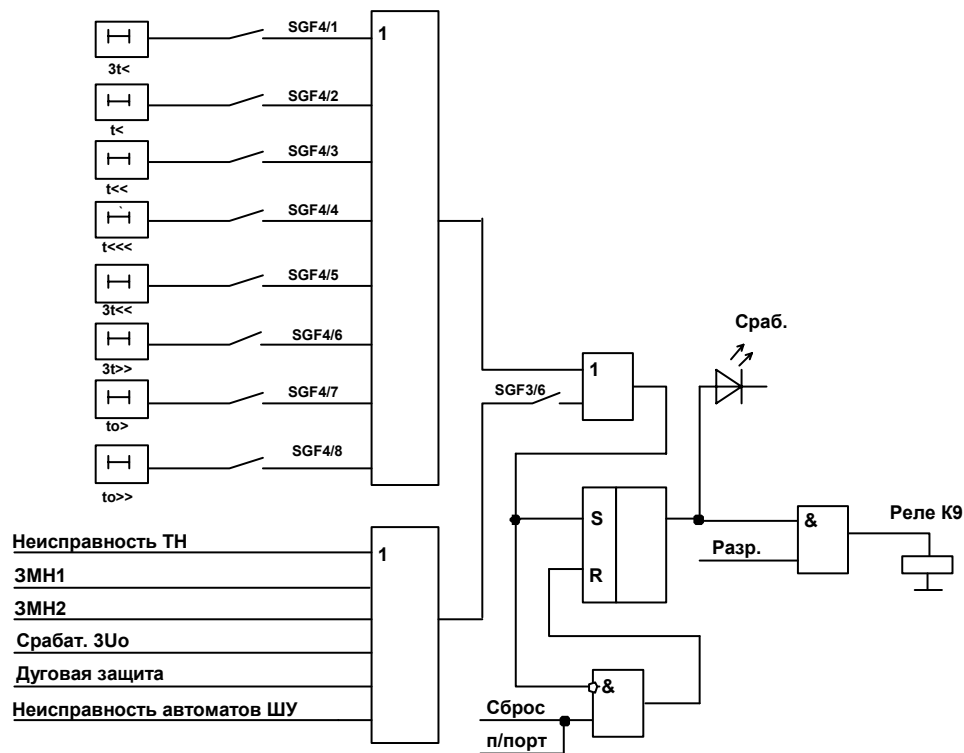 SGF4/1
1
3t<
SGF4/2
t<
SGF4/3
t<<
SGF4/4
t<<<
SGF4/5
3t<<
SGF4/6
3t>>
SGF4/7
to>
SGF4/8
to>>
1
SGF3/6
Сраб.
S
R
&
Разр.
Реле К9
Неисправность ТН
1
ЗМН1
ЗМН2
Срабат. 3Uo
Дуговая защита
Неисправность автоматов ШУ
&
Сброс
п/порт